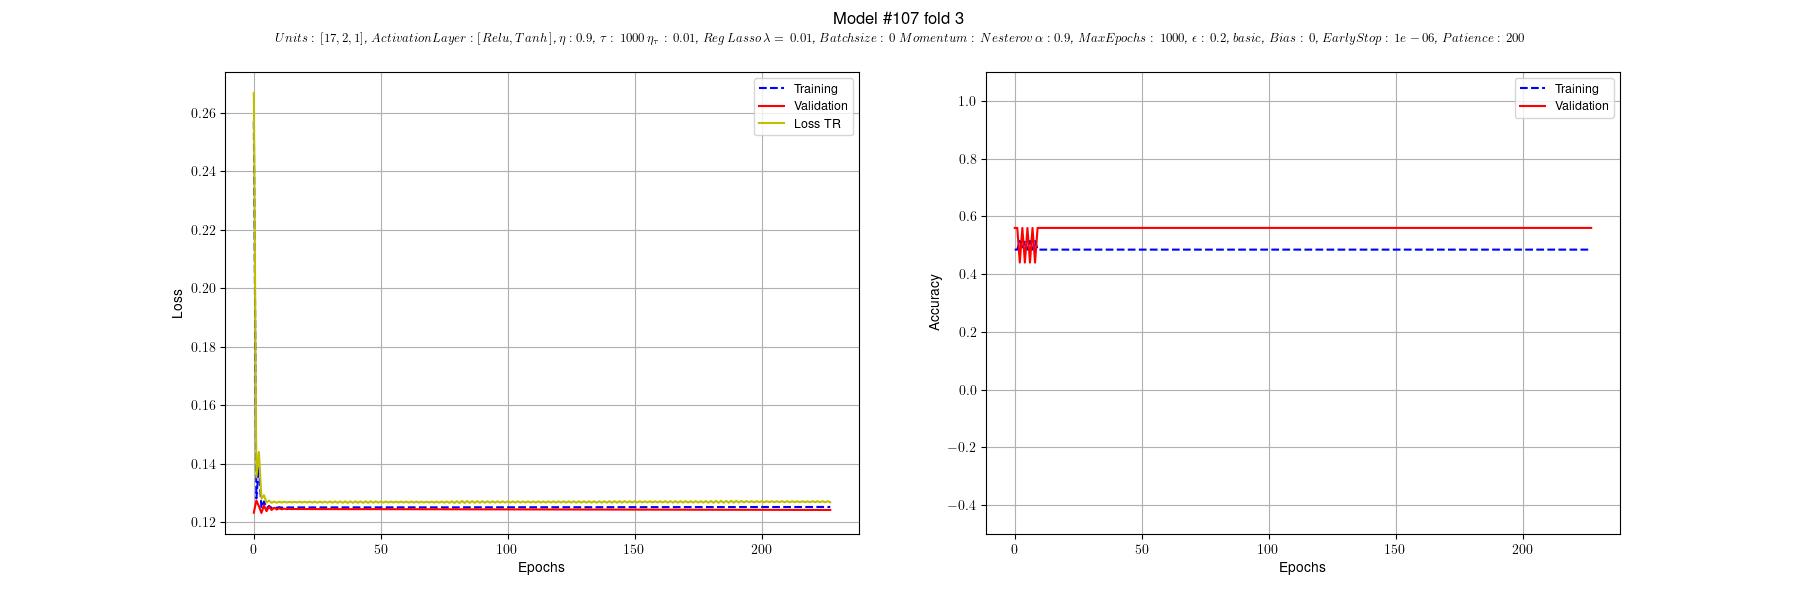 Model #107 fold 3
Units : [17, 2, 1], ActivationLayer : [Relu, Tanh], η : 0.9, τ : 1000 ητ : 0.01, Reg Lasso λ = 0.01, Batchsize : 0 Momentum : Nesterov α : 0.9, MaxEpochs : 1000, ϵ : 0.2, basic, Bias : 0, EarlyStop : 1e − 06, Patience : 200
Training
Validation
Loss TR
0.26
0.24
0.22
0.20
0.18
0.16
0.14
0.12
Loss
0 50 100 150 200
Epochs
Training
Validation
1.0
0.8
0.6
0.4
0.2
0.0
−0.2
−0.4
Accuracy
0 50 100 150 200
Epochs